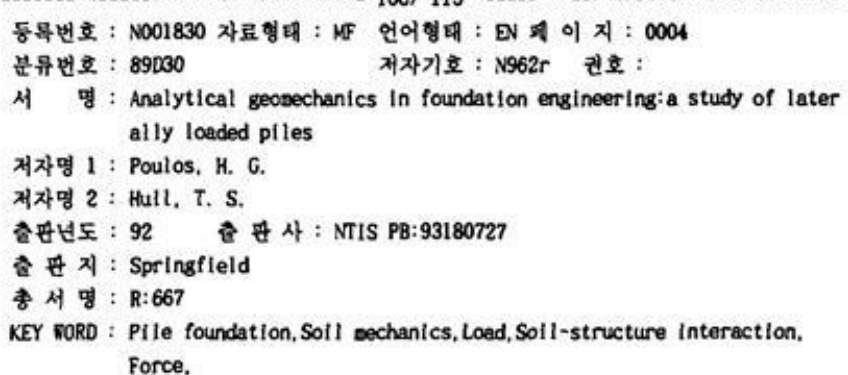 등록번호 : N001830 자료형태 : MF 언어형태 : EN 페 이 지 : 0004
분류번호 : 89D30 저자기호 : N962r 권호 :
서 명 : Analytical geomechanics in foundation engineering:a study of later
ally loaded piles
저자명 1 : Poulos, H. G.
저자명 2 : Hull, T. S.
출판년도 : 92 출 판 사 : NTIS PB:93180727
출 판 지 : Springfield
총 서 명 : R:667
KEY WORD : Pile foundation,Soil mechanics,Load,Soil-structure interaction,
Force,